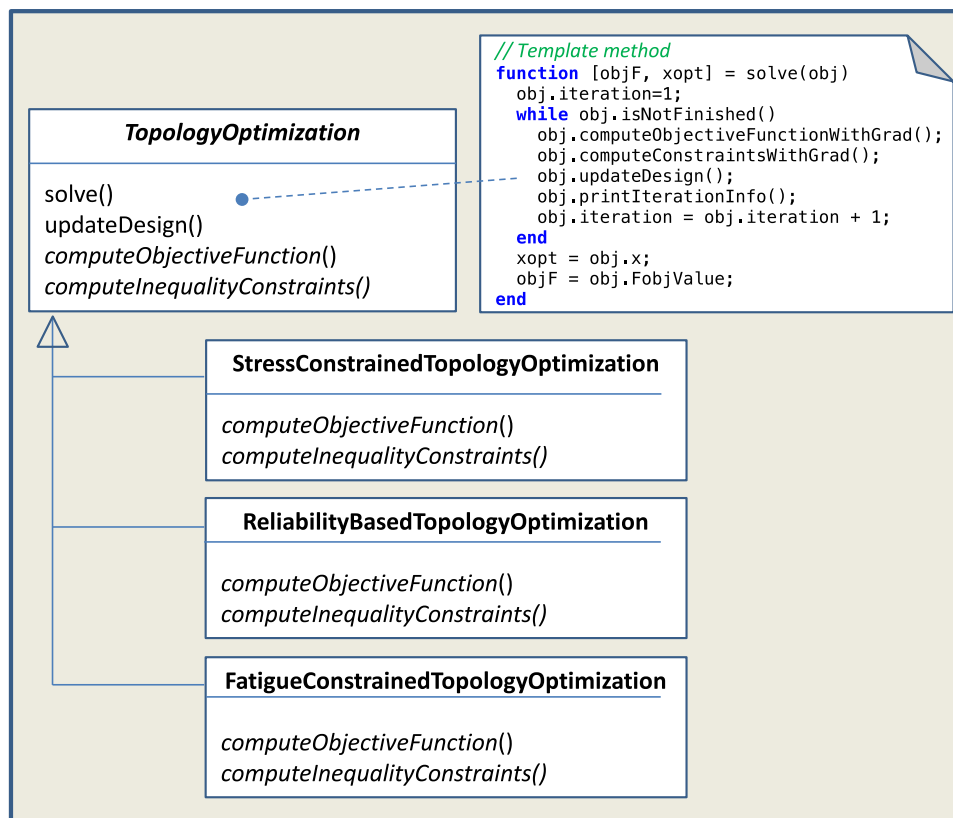 // Template method
function [objF, xopt] = solve(obj)
  obj.iteration=1;
  while obj.isNotFinished()
    obj.computeObjectiveFunctionWithGrad();
    obj.computeConstraintsWithGrad();
    obj.updateDesign();
    obj.printIterationInfo();
    obj.iteration = obj.iteration + 1;
  end
  xopt = obj.x;
  objF = obj.FobjValue;
end
TopologyOptimization
solve()
updateDesign()
computeObjectiveFunction()
computeInequalityConstraints()
StressConstrainedTopologyOptimization
computeObjectiveFunction()
computeInequalityConstraints()
ReliabilityBasedTopologyOptimization
computeObjectiveFunction()
computeInequalityConstraints()
FatigueConstrainedTopologyOptimization
computeObjectiveFunction()
computeInequalityConstraints()